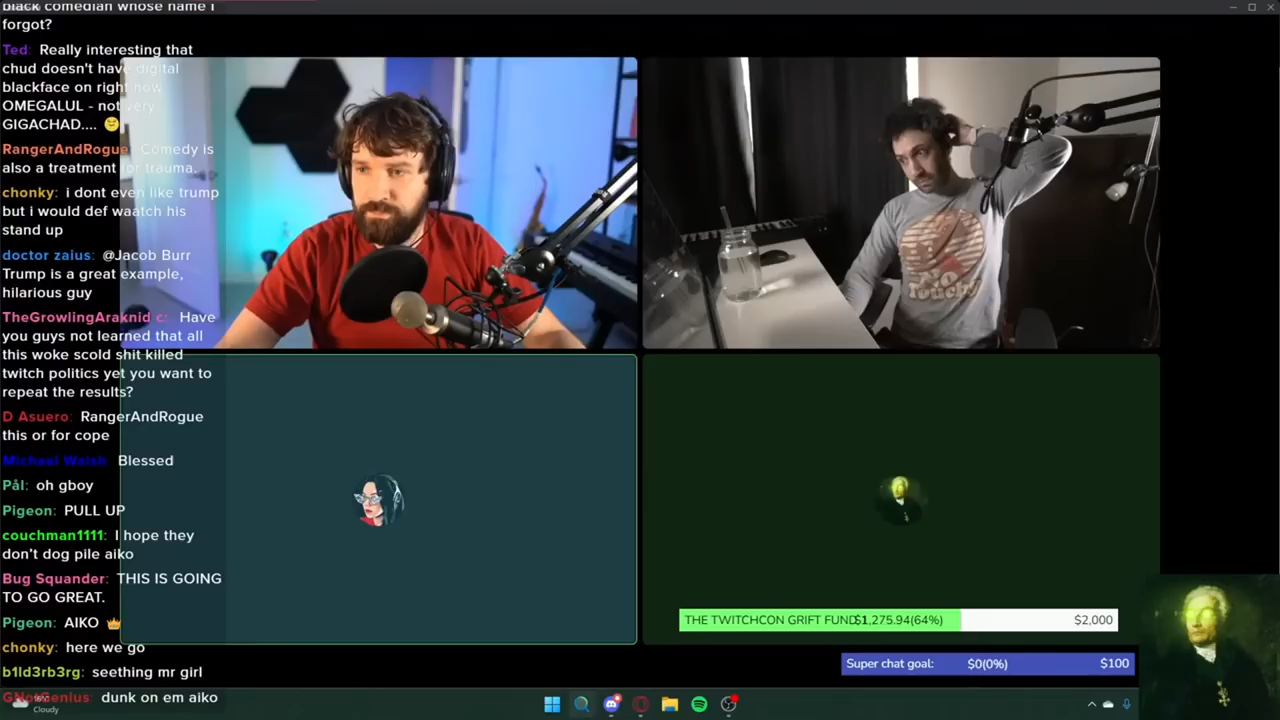 black comedian whose name I
forgot?
Ted: Really interesting that
chud doesn't have digital
blackface on right now
OMEGALUL - not very
GIGACHAD....
RangerAndRogue: Comedy is
also a treatment for trauma.
chonky: i dont even like trump
but i would def waatch his
stand up
doctor zaius: @Jacob Burr
Trump is a great example,
hilarious guy
TheGrowlingAraknid c: Have
you guys not learned that all
this woke scold shit killed
twitch politics yet you want to
repeat the results?
D Asuero: RangerAndRogue
this or for cope
Michael Walsh: Blessed
Pål: oh gboy
Pigeon: PULL UP
couchman1111: I hope they
don't dog pile aiko
Bug Squander: THIS IS GOING
TO GO GREAT.
Pigeon: AIKO
chonky: here we go
b1ld3rb3rg: seething mr girl
GNotGenius: dunk on em aiko
Cloudy
No
Touchy
THE TWITCHCON GRIFT FUND $1,275.94(64%) $2,000
Super chat goal: $0(0%) $100